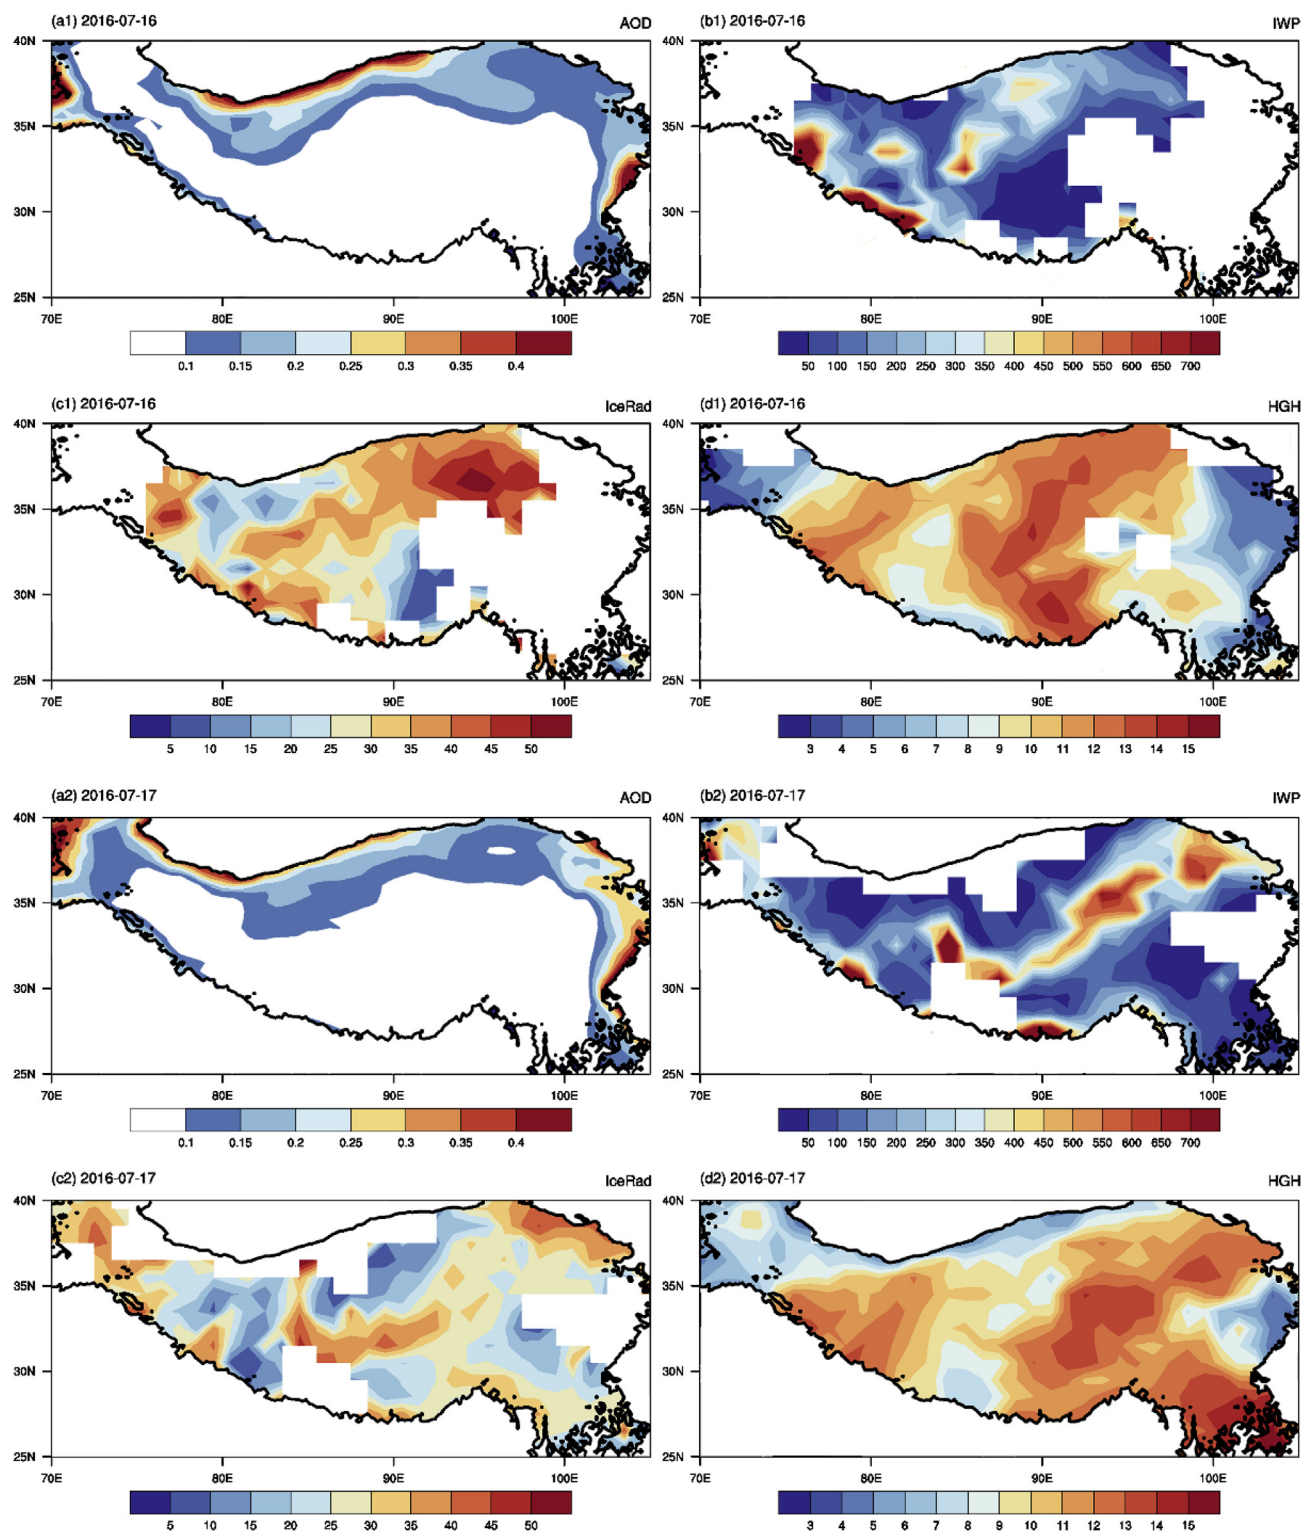 (a1) 2016-07-16 AOD (b1) 2016-07-16 IWP
40N 40N
35N 35N
30N 30N
25N 25N
70E 80E 90E 100E 70E 80E 90E 100E
0.1 0.15 0.2 0.25 0.3 0.35 0.4 50 100 150 200 250 300 350 400 450 500 550 600 650 700
(c1) 2016-07-16 IceRad (d1) 2016-07-16 HGH
40N 40N
35N 35N
30N 30N
25N 25N
70E 80E 90E 100E 70E 80E 90E 100E
5 10 15 20 25 30 35 40 45 50 3 4 5 6 7 8 9 10 11 12 13 14 15
(a2) 2016-07-17 AOD (b2) 2016-07-17 IWP
40N 40N
35N 35N
30N 30N
25N 25N
70E 80E 90E 100E 70E 80E 90E 100E
0.1 0.15 0.2 0.25 0.3 0.35 0.4 50 100 150 200 250 300 350 400 450 500 550 600 650 700
(c2) 2016-07-17 IceRad (d2) 2016-07-17 HGH
40N 40N
35N 35N
30N 30N
25N 25N
70E 80E 90E 100E 70E 80E 90E 100E
5 10 15 20 25 30 35 40 45 50 3 4 5 6 7 8 9 10 11 12 13 14 15